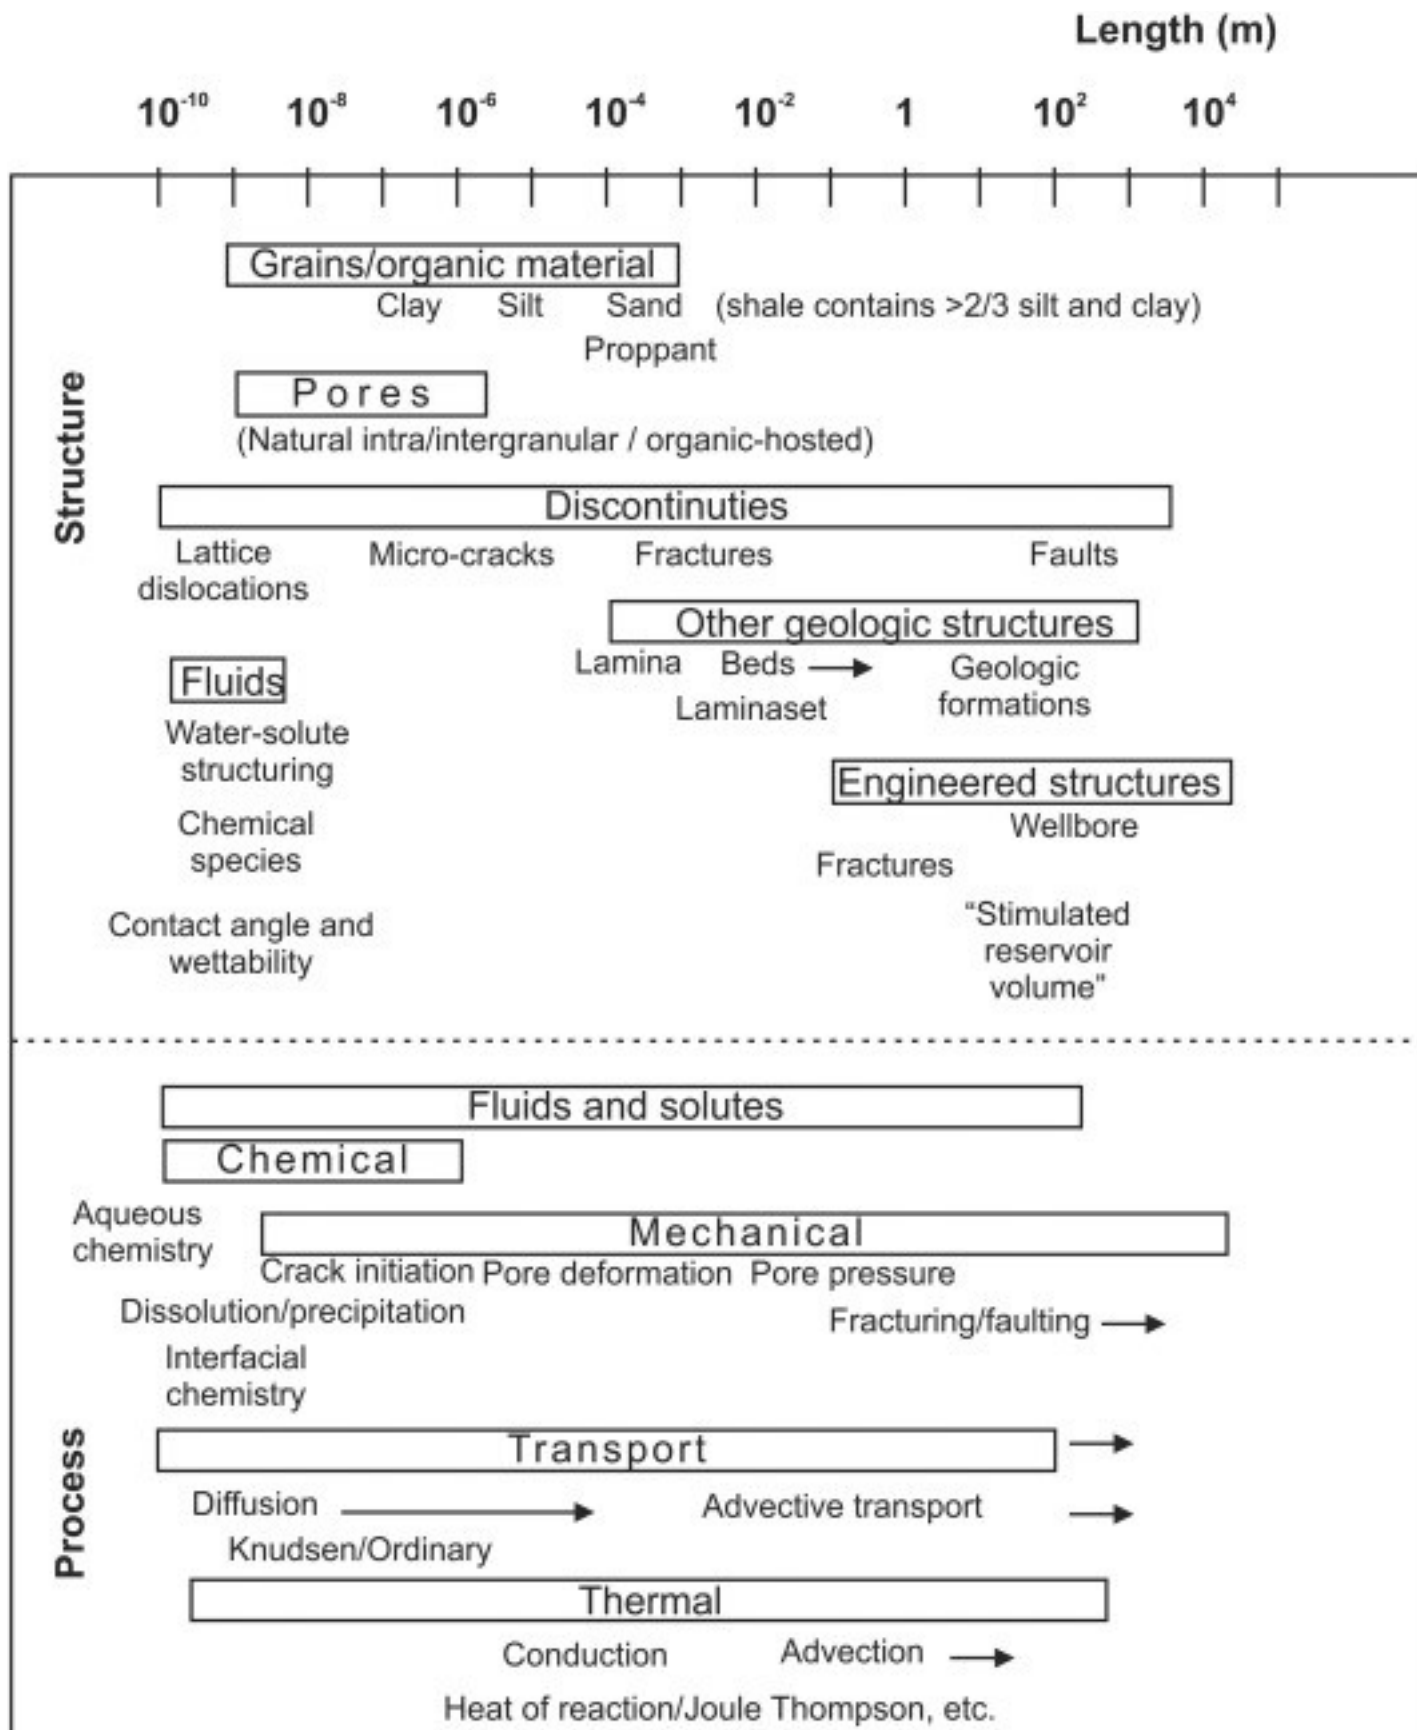 Length (m)
10^-10 10^-8 10^-6 10^-4 10^-2 1 10^2 10^4
Structure
Grains/organic material
Clay Silt Sand (shale contains >2/3 silt and clay)
Proppant
Pores
(Natural intra/intergranular / organic-hosted)
Discontinuties
Lattice
dislocations
Micro-cracks
Fractures
Faults
Other geologic structures
Lamina
Beds
Laminaset
Geologic
formations
Fluids
Water-solute
structuring
Chemical
species
Contact angle and
wettability
Engineered structures
Wellbore
Fractures
“Stimulated
reservoir
volume”
Process
Fluids and solutes
Chemical
Aqueous
chemistry
Mechanical
Crack initiation Pore deformation Pore pressure
Dissolution/precipitation
Fracturing/faulting
Interfacial
chemistry
Transport
Diffusion
Advective transport
Knudsen/Ordinary
Thermal
Conduction
Advection
Heat of reaction/Joule Thompson, etc.